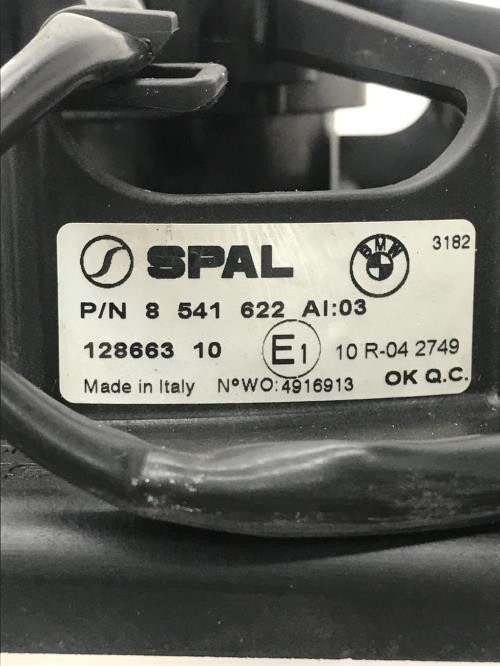 SPAL BMW 3182
P/N 8 541 622 AI:03
128663 10 E1 10 R-04 2749
Made in Italy N°WO:4916913 OK Q.C.